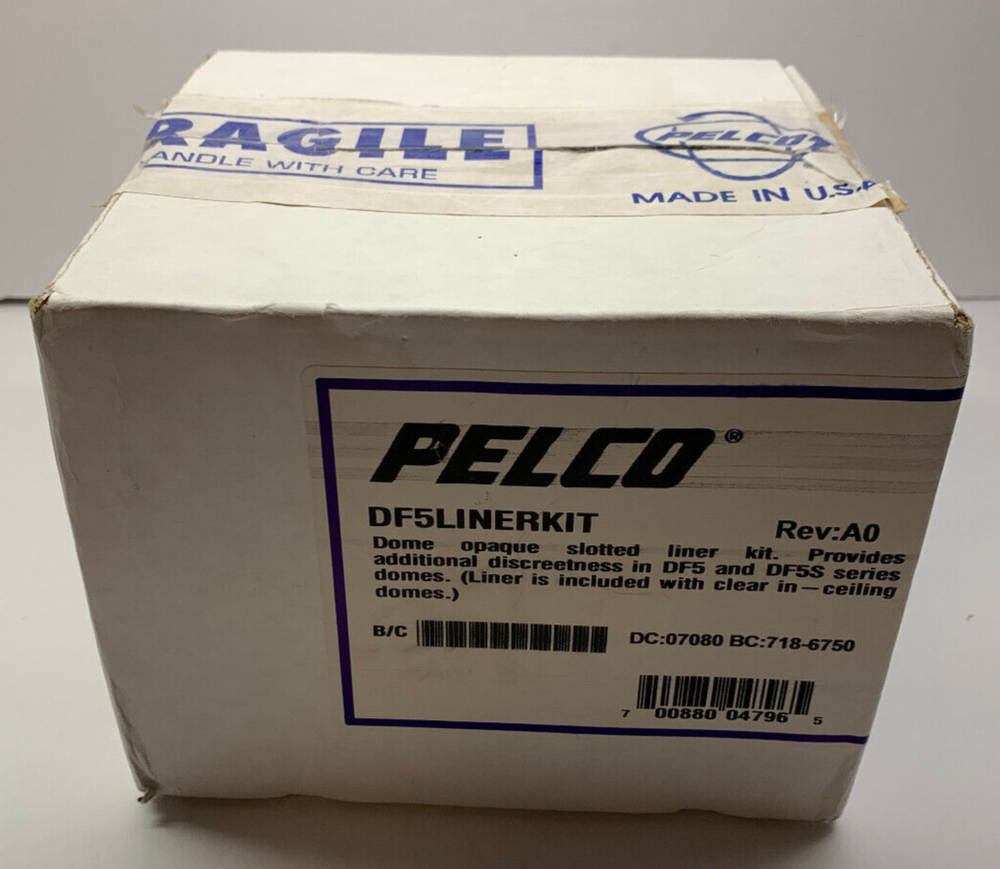 RAGILE
ANDLE WITH CARE
PELCO
MADE IN U.S.A
PELCO®
DF5LINERKIT
Rev:A0
Dome opaque slotted liner kit. Provides
additional discreetness in DF5 and DF5S series
domes. (Liner is included with clear in-ceiling
domes.)
B/C
DC:07080 BC:718-6750
7 00880 04796 5